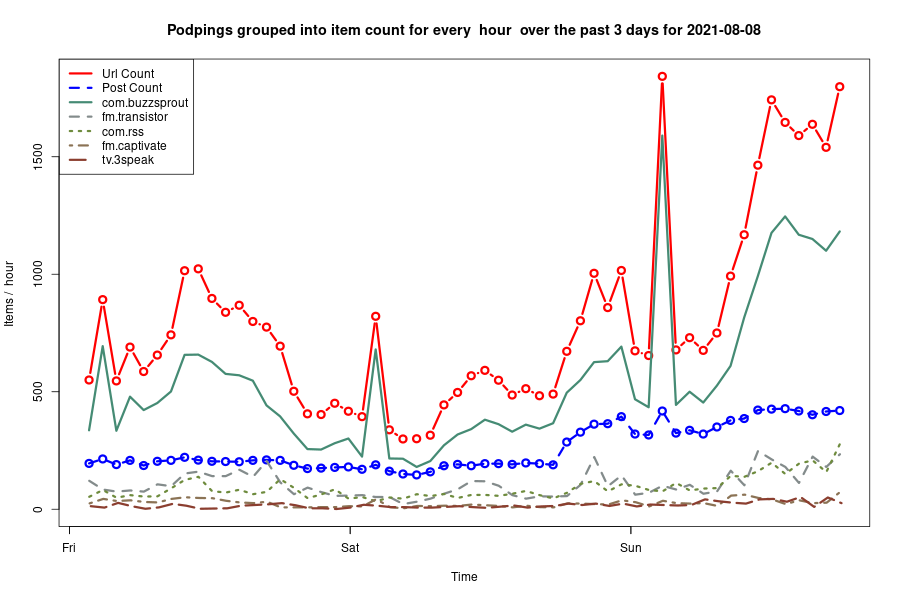 Podpings grouped into item count for every  hour  over the past 3 days for 2021-08-08
Url Count
Post Count
com.buzzsprout
fm.transistor
com.rss
fm.captivate
tv.3speak
1500
1000
500
0
Items /  hour
Fri
Sat
Sun
Time